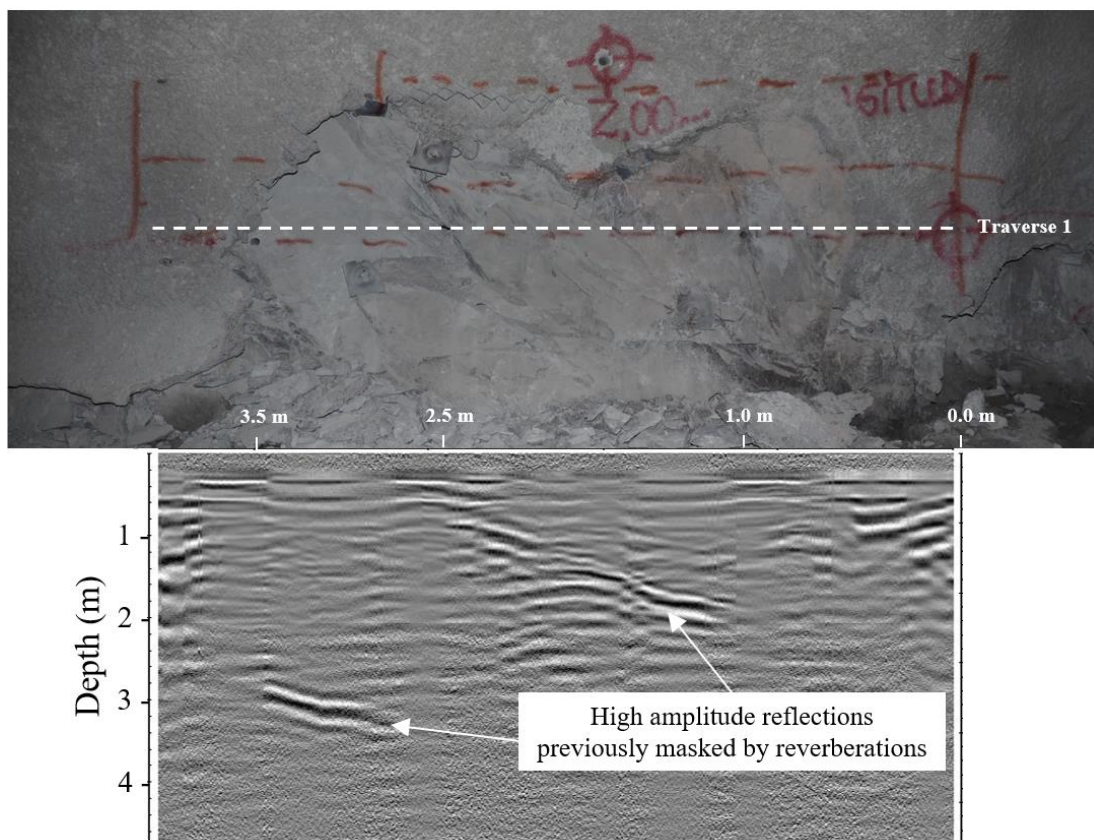 2,00m
Traverse 1
3.5 m
2.5 m
1.0 m
0.0 m
Depth (m)
1
2
3
4
High amplitude reflections
previously masked by reverberations